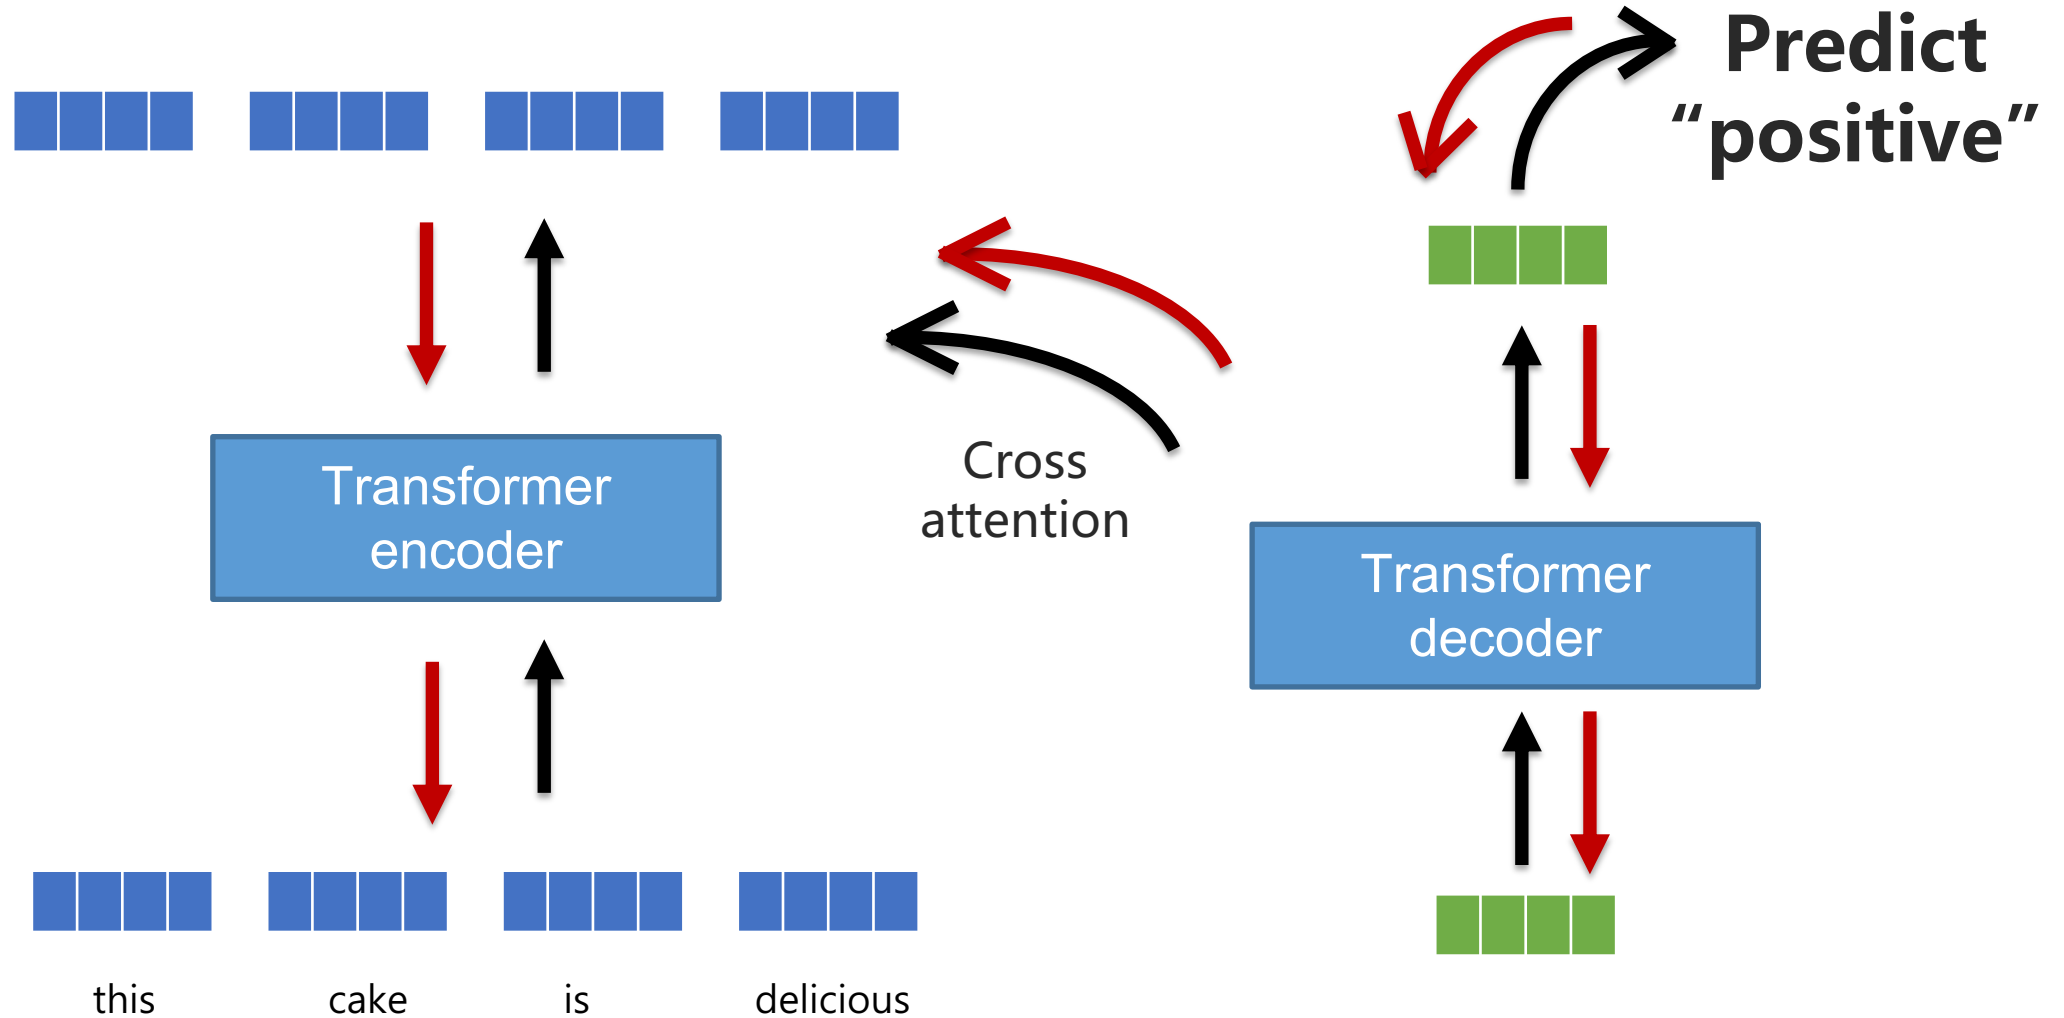 Predict
“positive”
Transformer
encoder
Cross
attention
Transformer
decoder
this cake is delicious